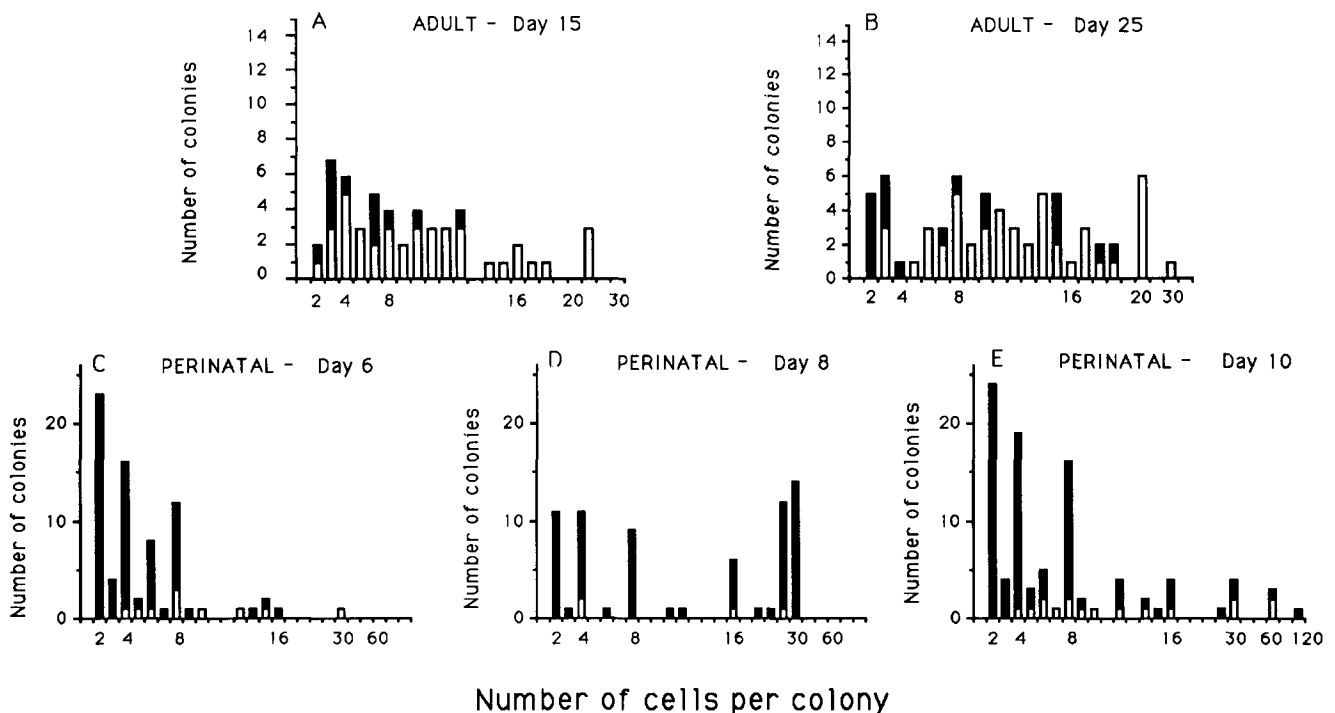 A ADULT - Day 15
Number of colonies
14
12
10
8
6
4
2
0
2 4 8 16 20 30
B ADULT - Day 25
Number of colonies
14
12
10
8
6
4
2
0
2 4 8 16 20 30
C PERINATAL - Day 6
Number of colonies
20
10
0
2 4 8 16 30 60
D PERINATAL - Day 8
Number of colonies
20
10
0
2 4 8 16 30 60
E PERINATAL - Day 10
Number of colonies
20
10
0
2 4 8 16 30 60 120
Number of cells per colony